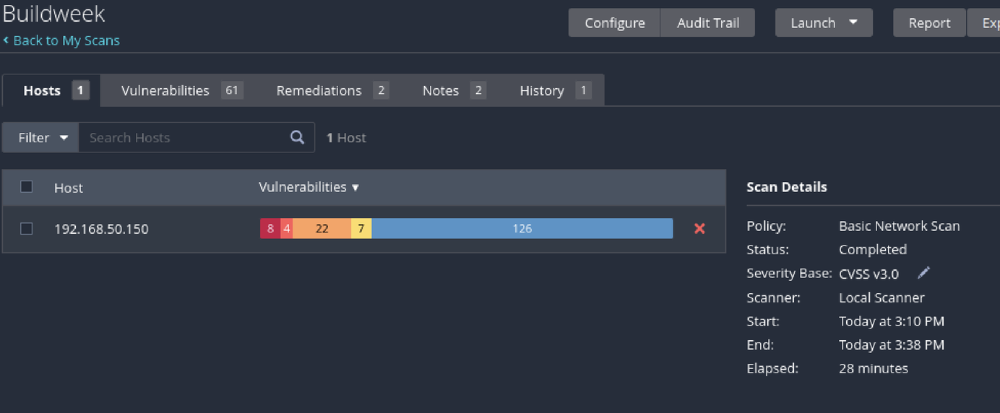 Buildweek
Configure Audit Trail Launch Report Exp
Back to My Scans
Hosts 1 Vulnerabilities 61 Remediations 2 Notes 2 History 1
Filter Search Hosts 1 Host
Host Vulnerabilities
192.168.50.150 8 4 22 7 126
Scan Details
Policy: Basic Network Scan
Status: Completed
Severity Base: CVSS v3.0
Scanner: Local Scanner
Start: Today at 3:10 PM
End: Today at 3:38 PM
Elapsed: 28 minutes